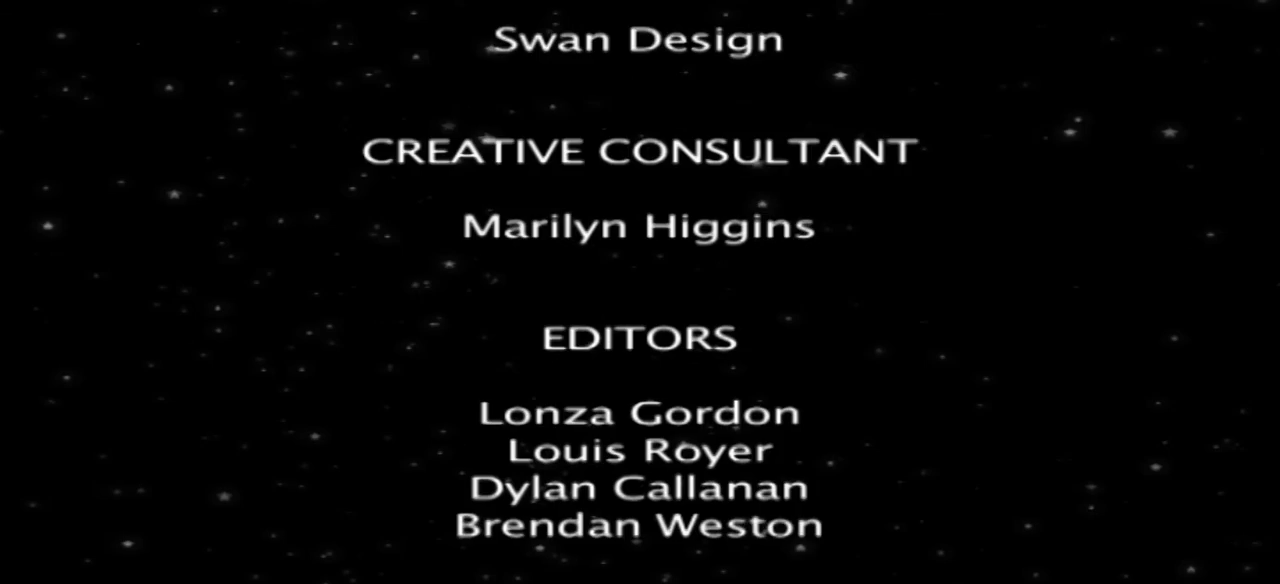 Swan Design
CREATIVE CONSULTANT
Marilyn Higgins
EDITORS
Lonza Gordon
Louis Royer
Dylan Callanan
Brendan Weston